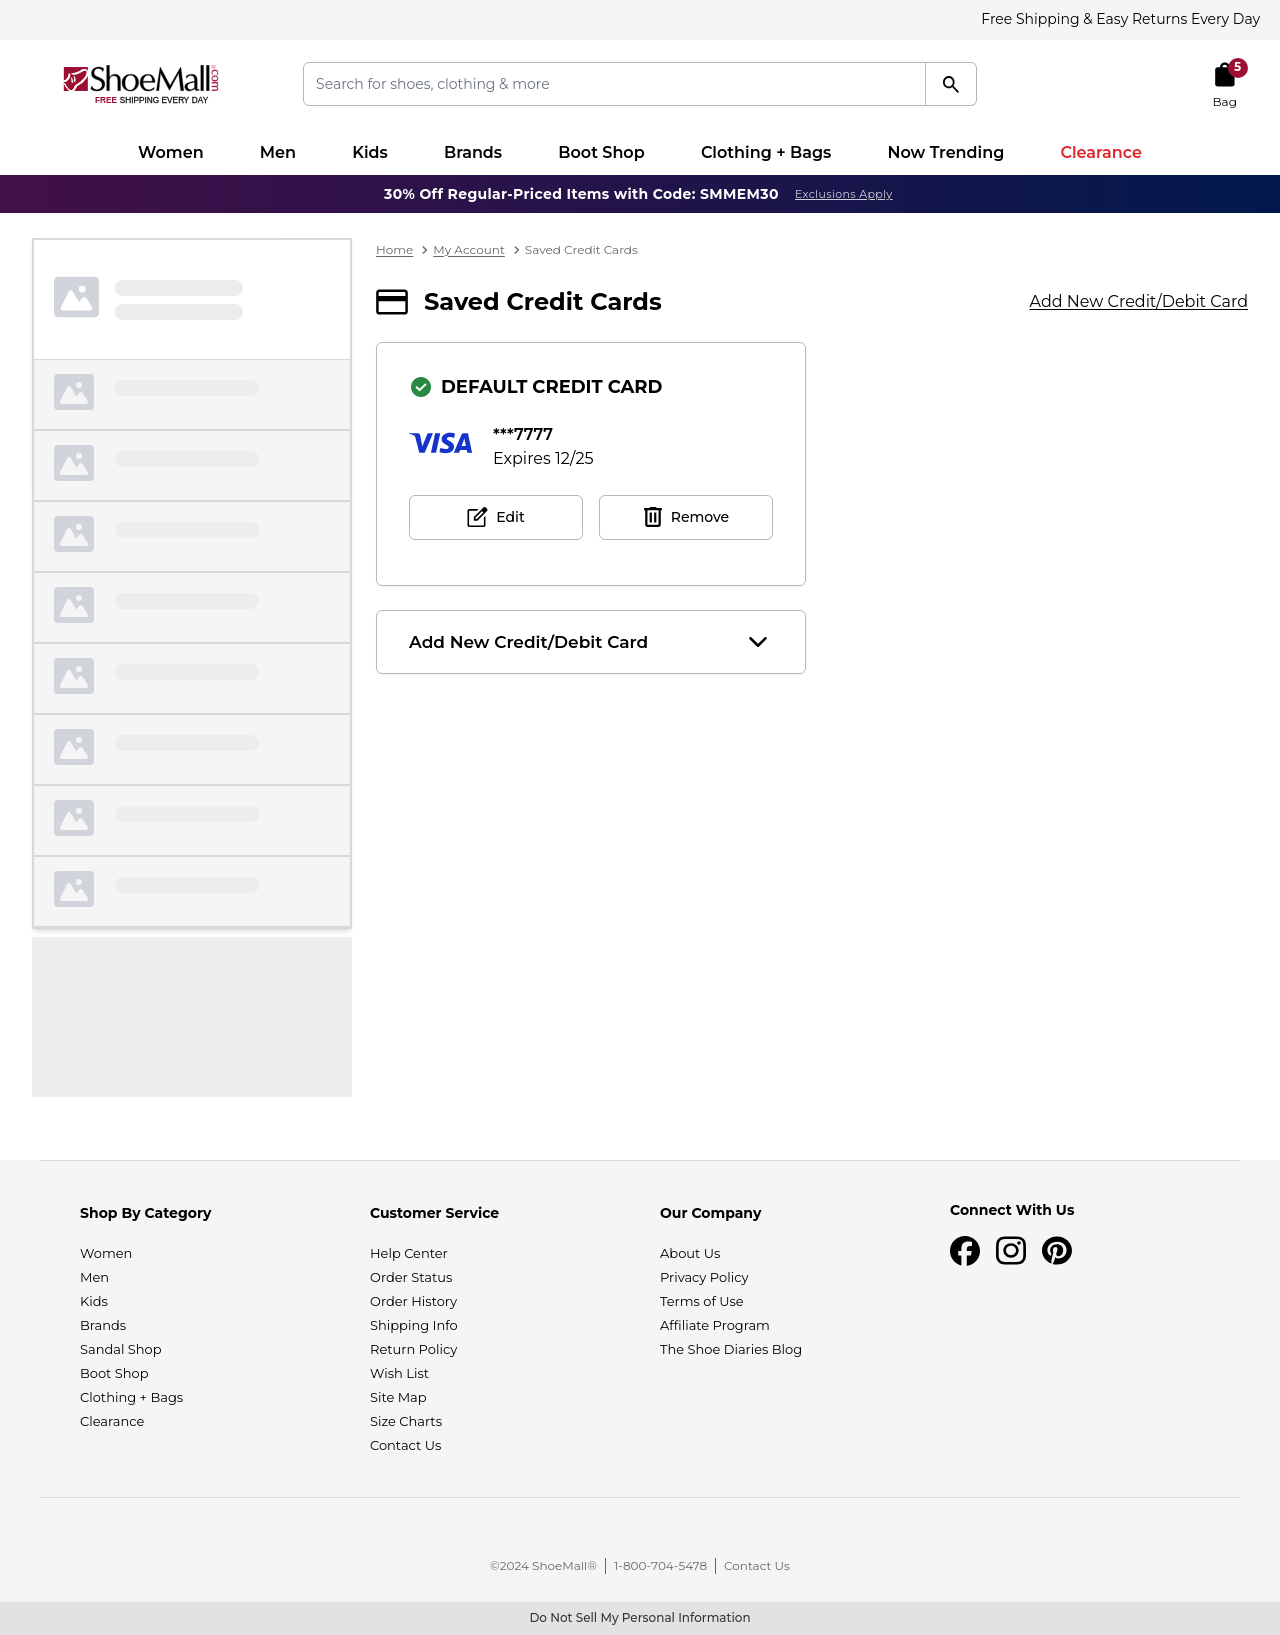 Free Shipping & Easy Returns Every Day
ShoeMall®.com
FREE SHIPPING EVERY DAY
Search for shoes, clothing & more
5
Bag
Women Men Kids Brands Boot Shop Clothing + Bags Now Trending Clearance
30% Off Regular-Priced Items with Code: SMMEM30 Exclusions Apply
Home My Account Saved Credit Cards
Saved Credit Cards
Add New Credit/Debit Card
DEFAULT CREDIT CARD
VISA
***7777
Expires 12/25
Edit
Remove
Add New Credit/Debit Card
Shop By Category
Women
Men
Kids
Brands
Sandal Shop
Boot Shop
Clothing + Bags
Clearance
Customer Service
Help Center
Order Status
Order History
Shipping Info
Return Policy
Wish List
Site Map
Size Charts
Contact Us
Our Company
About Us
Privacy Policy
Terms of Use
Affiliate Program
The Shoe Diaries Blog
Connect With Us
©2024 ShoeMall® 1-800-704-5478 Contact Us
Do Not Sell My Personal Information